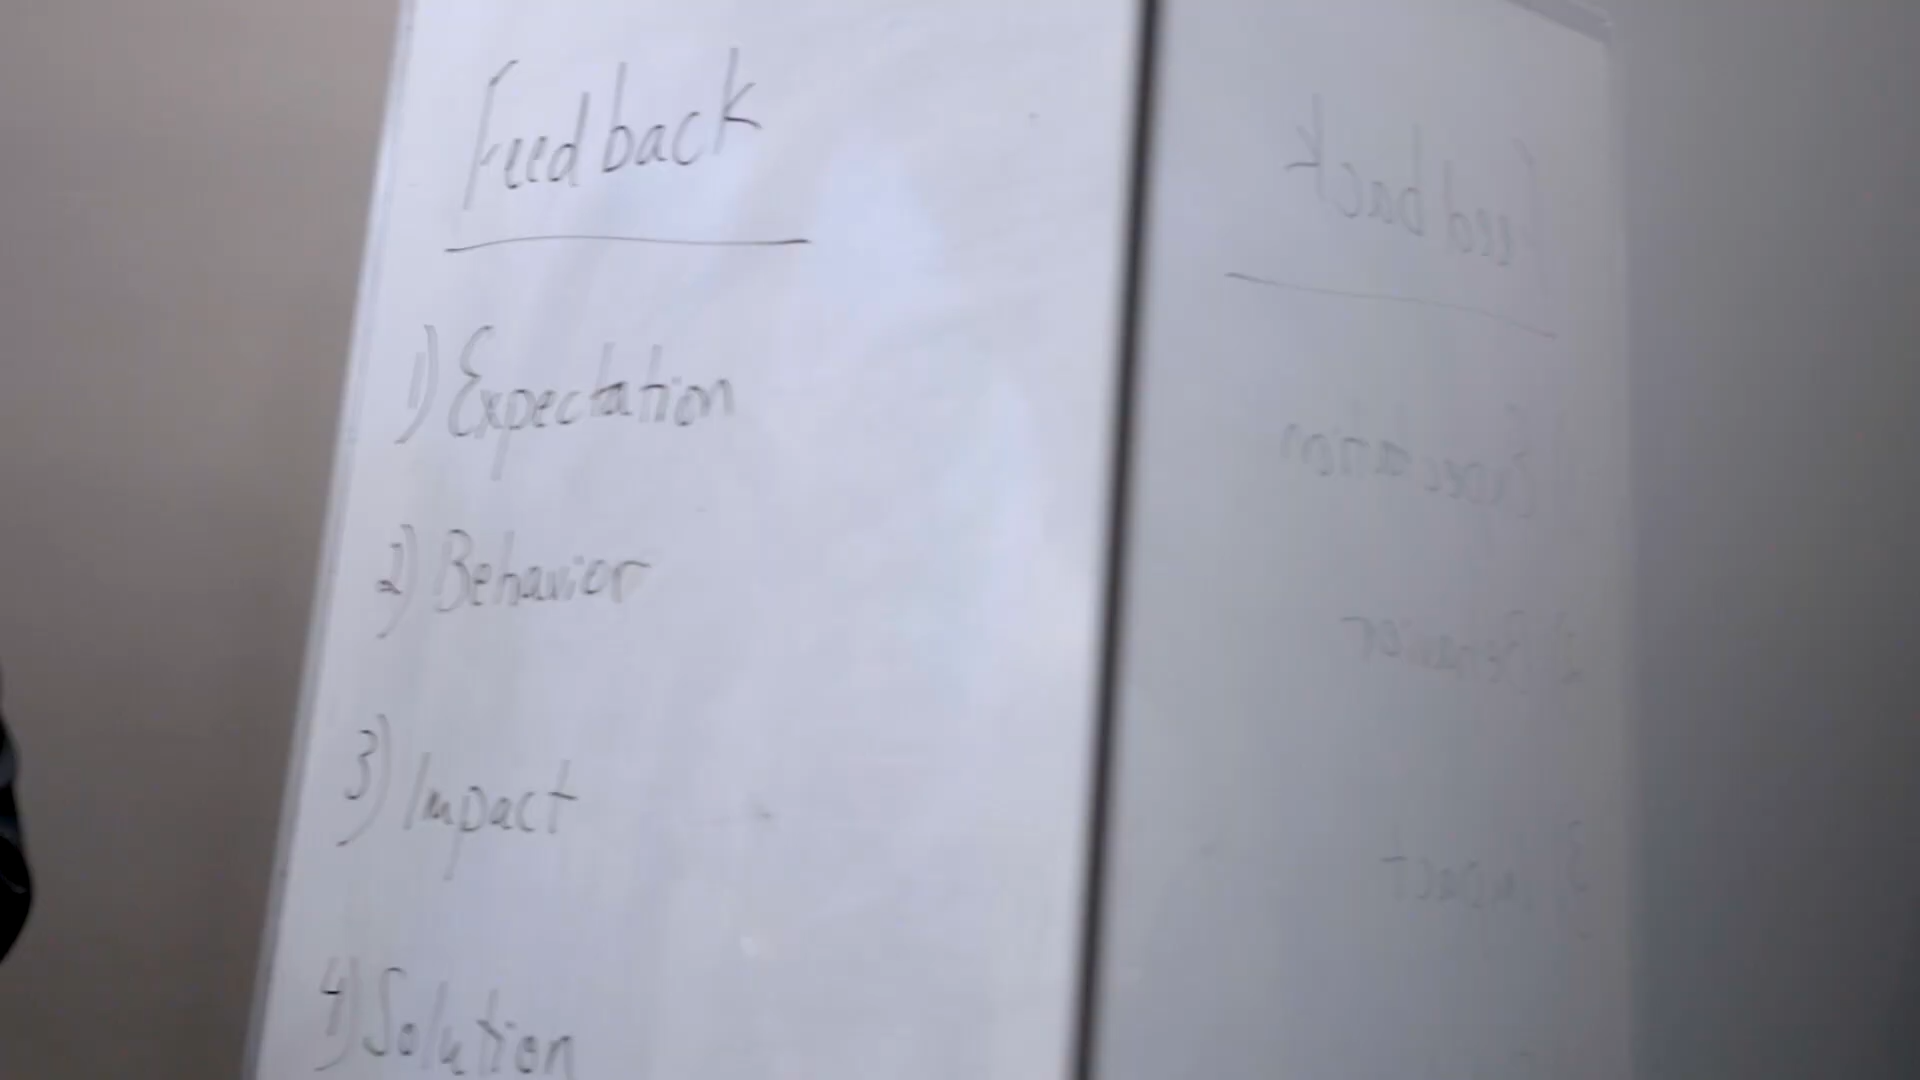 Feedback
1) Expectation
2) Behavior
3) Impact
4) Solution